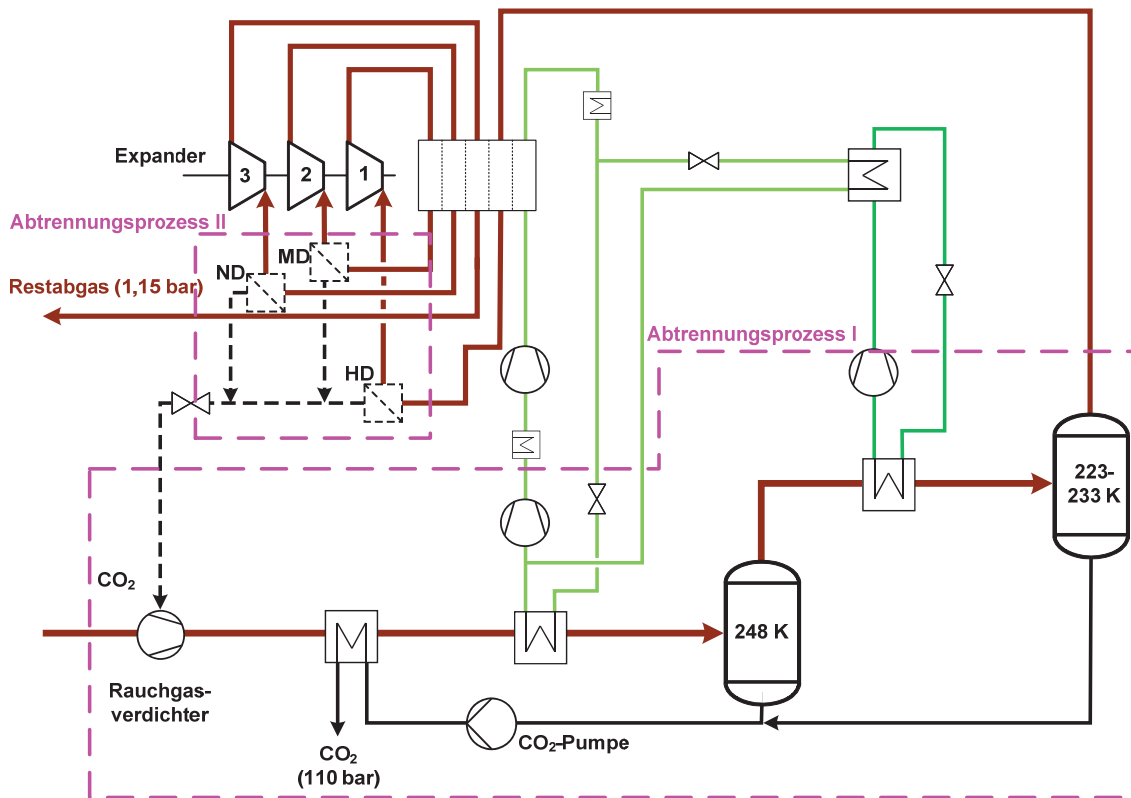 Expander
3
2
1
Abtrennungsprozess II
ND
MD
Restabgas (1,15 bar)
HD
Abtrennungsprozess I
223-
233 K
CO₂
248 K
Rauchgas-
verdichter
CO₂
(110 bar)
CO₂-Pumpe